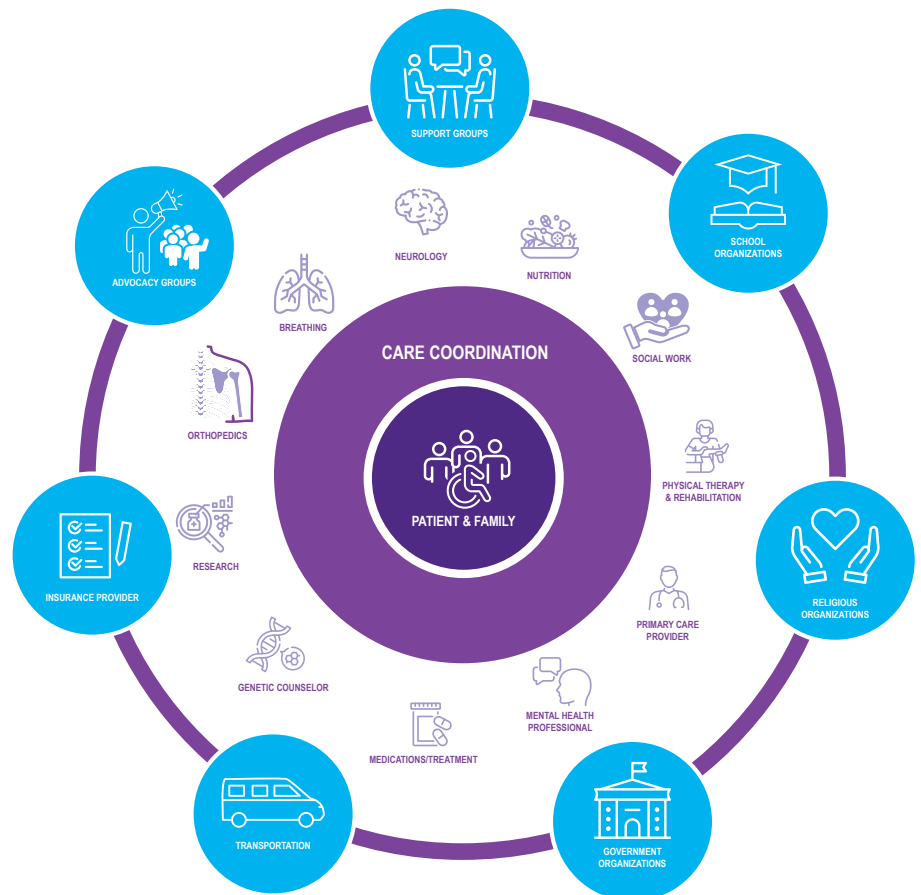 SUPPORT GROUPS
SCHOOL
ORGANIZATIONS
ADVOCACY GROUPS
NEUROLOGY
NUTRITION
BREATHING
SOCIAL WORK
CARE COORDINATION
ORTHOPEDICS
PHYSICAL THERAPY
& REHABILITATION
PATIENT & FAMILY
RESEARCH
INSURANCE PROVIDER
RELIGIOUS
ORGANIZATIONS
PRIMARY CARE
PROVIDER
GENETIC COUNSELOR
MENTAL HEALTH
PROFESSIONAL
MEDICATIONS/TREATMENT
TRANSPORTATION
GOVERNMENT
ORGANIZATIONS